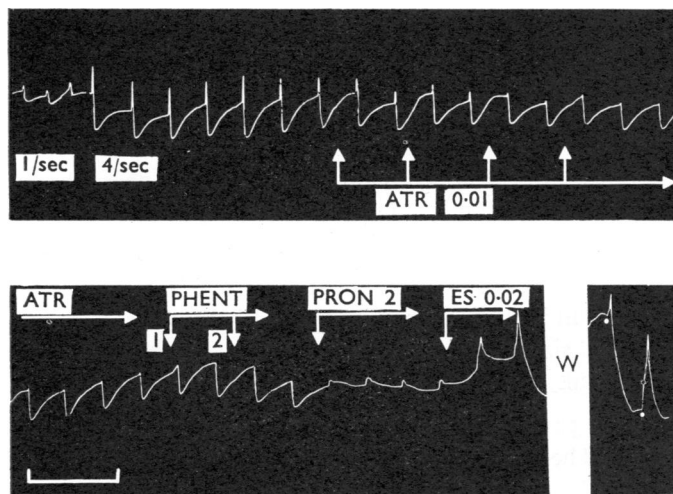 1/sec 4/sec
ATR 0·01
ATR PHENT PRON 2 ES 0·02
1 2
W